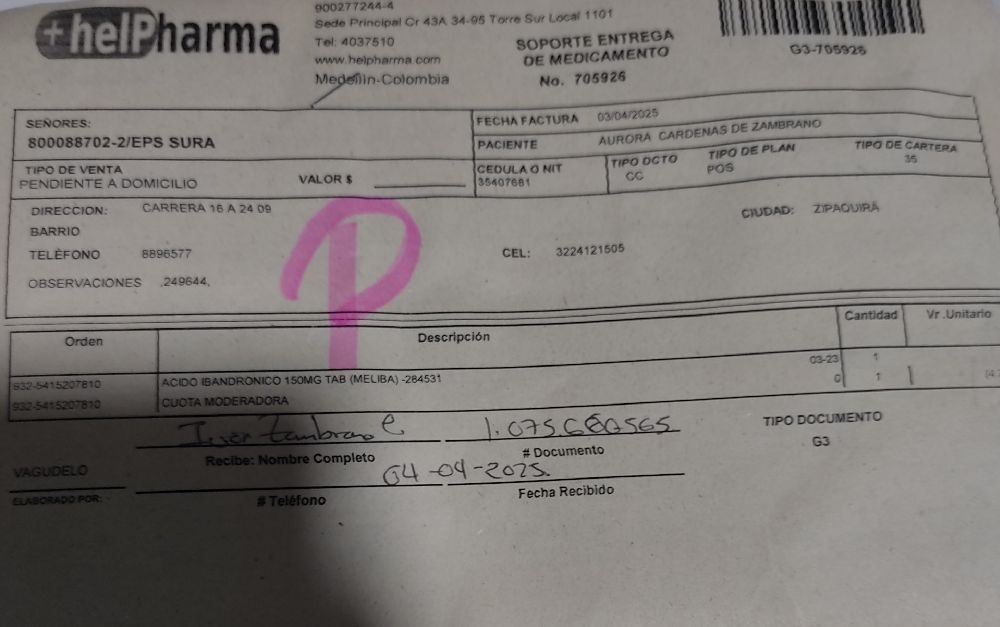 +helPharma
900277244-4
Sede Principal Cr 43A 34-95 Torre Sur Local 1101
Tel: 4037510
www.helpharma.com
Medellín-Colombia
SOPORTE ENTREGA
DE MEDICAMENTO
No. 705926
G3-705926
SEÑORES:
800088702-2/EPS SURA
FECHA FACTURA 03/04/2025
PACIENTE AURORA CARDENAS DE ZAMBRANO
TIPO DE VENTA
PENDIENTE A DOMICILIO
VALOR $
CEDULA O NIT
35407681
TIPO DCTO
CC
TIPO DE PLAN
POS
TIPO DE CARTERA
35
DIRECCION: CARRERA 16 A 24 09
CIUDAD: ZIPAQUIRÁ
BARRIO
TELÈFONO 8896577
CEL: 3224121505
OBSERVACIONES .249644,
P
Orden Descripción Cantidad Vr .Unitario
932-5415207810 ACIDO IBANDRONICO 150MG TAB (MELIBA) -284531 03-23 1
932-5415207810 CUOTA MODERADORA 0 1
Zambrano
1.075.680565
Recibe: Nombre Completo
# Documento
TIPO DOCUMENTO
G3
VAGUDELO
04-04-2025
ELABORADO POR:
# Teléfono
Fecha Recibido